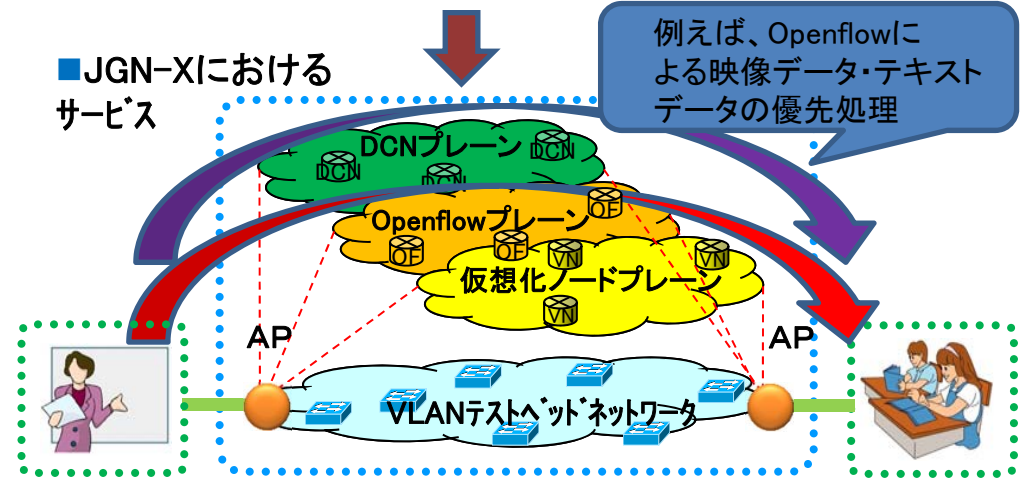 ■JGN-Xにおける
サービス
例えば、Openflowに
よる映像データ・テキスト
データの優先処理
DCNプレーン
DCN
DCN
DCN
Openflowプレーン
OF
OF
OF
仮想化ノードプレーン
VN
VN
VN
AP
AP
VLANテストベッドネットワータ